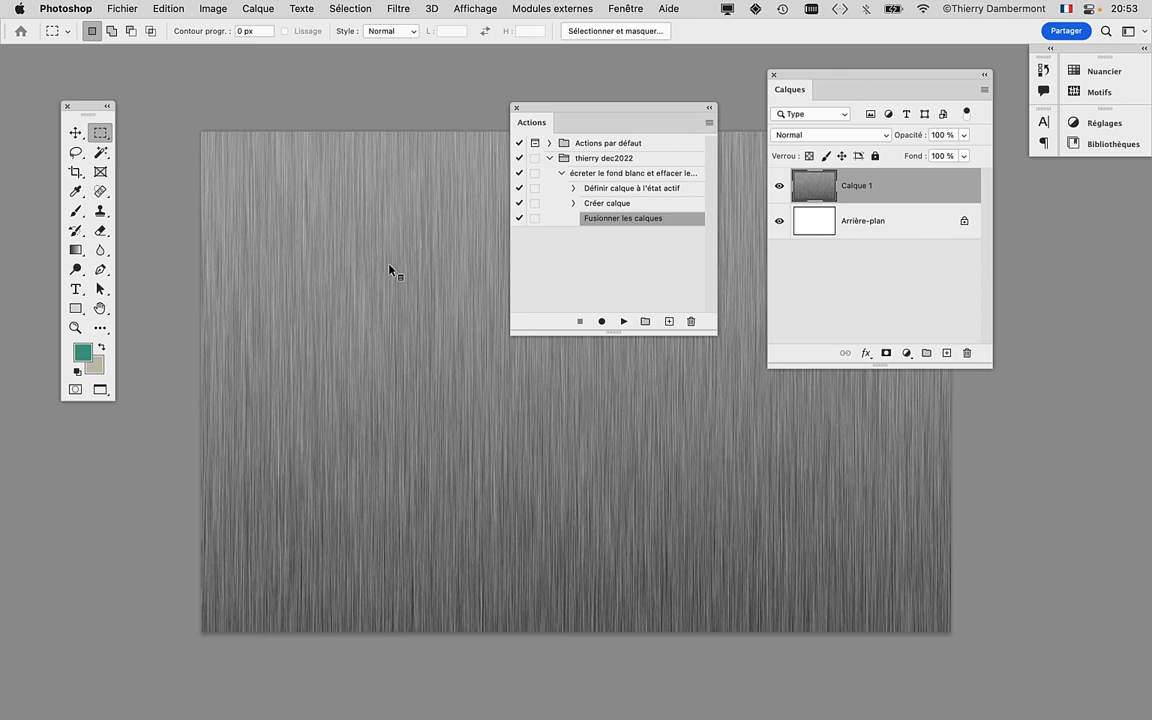 Photoshop Fichier Edition Image Calque Texte Sélection Filtre 3D Affichage Modules externes Fenêtre Aide ©Thierry Dambermont 20:53
Contour progr. : 0 px Lissage Style : Normal L : H : Sélectionner et masquer... Partager
Nuancier
Motifs
Réglages
Bibliothèques
Actions
Actions par défaut
thierry dec2022
écreter le fond blanc et effacer le...
Définir calque à l'état actif
Créer calque
Fusionner les calques
Calques
Type
Normal Opacité : 100 %
Verrou : Fond : 100 %
Calque 1
Arrière-plan